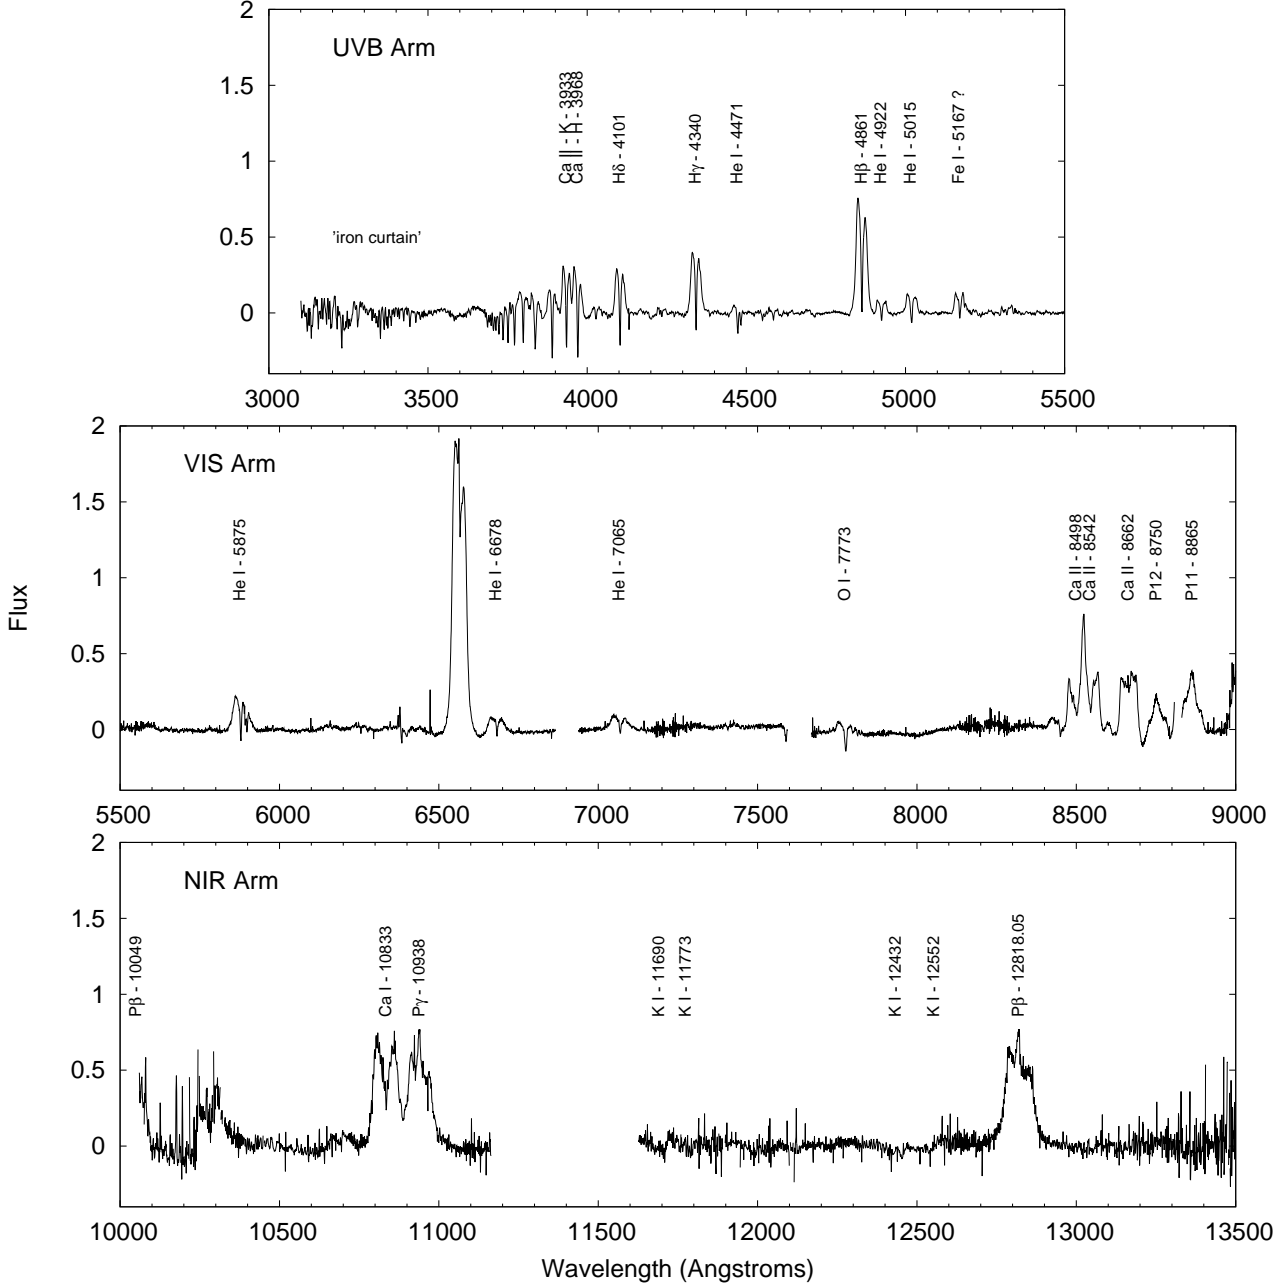 UVB Arm
Ca II - K - 3933
Ca II - H - 3968
Hδ - 4101
Hγ - 4340
He I - 4471
Hβ - 4861
He I - 4922
He I - 5015
Fe I - 5167 ?
'iron curtain'
2
1.5
1
0.5
0
3000 3500 4000 4500 5000 5500
VIS Arm
He I - 5875
He I - 6678
He I - 7065
O I - 7773
Ca II - 8498
Ca II - 8542
Ca II - 8662
P12 - 8750
P11 - 8865
2
1.5
1
0.5
0
5500 6000 6500 7000 7500 8000 8500 9000
Flux
NIR Arm
Pβ - 10049
Ca I - 10833
Pγ - 10938
K I - 11690
K I - 11773
K I - 12432
K I - 12552
Pβ - 12818.05
2
1.5
1
0.5
0
10000 10500 11000 11500 12000 12500 13000 13500
Wavelength (Angstroms)